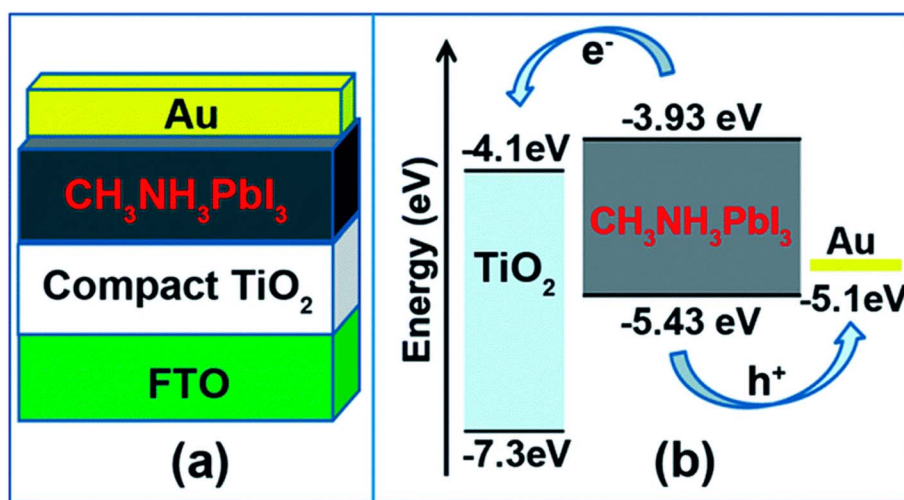 Au
CH₃NH₃PbI₃
Compact TiO₂
FTO
(a)
Energy (eV)
e⁻
-4.1eV
-3.93 eV
TiO₂
CH₃NH₃PbI₃
Au
-5.1eV
-5.43 eV
h⁺
-7.3eV
(b)